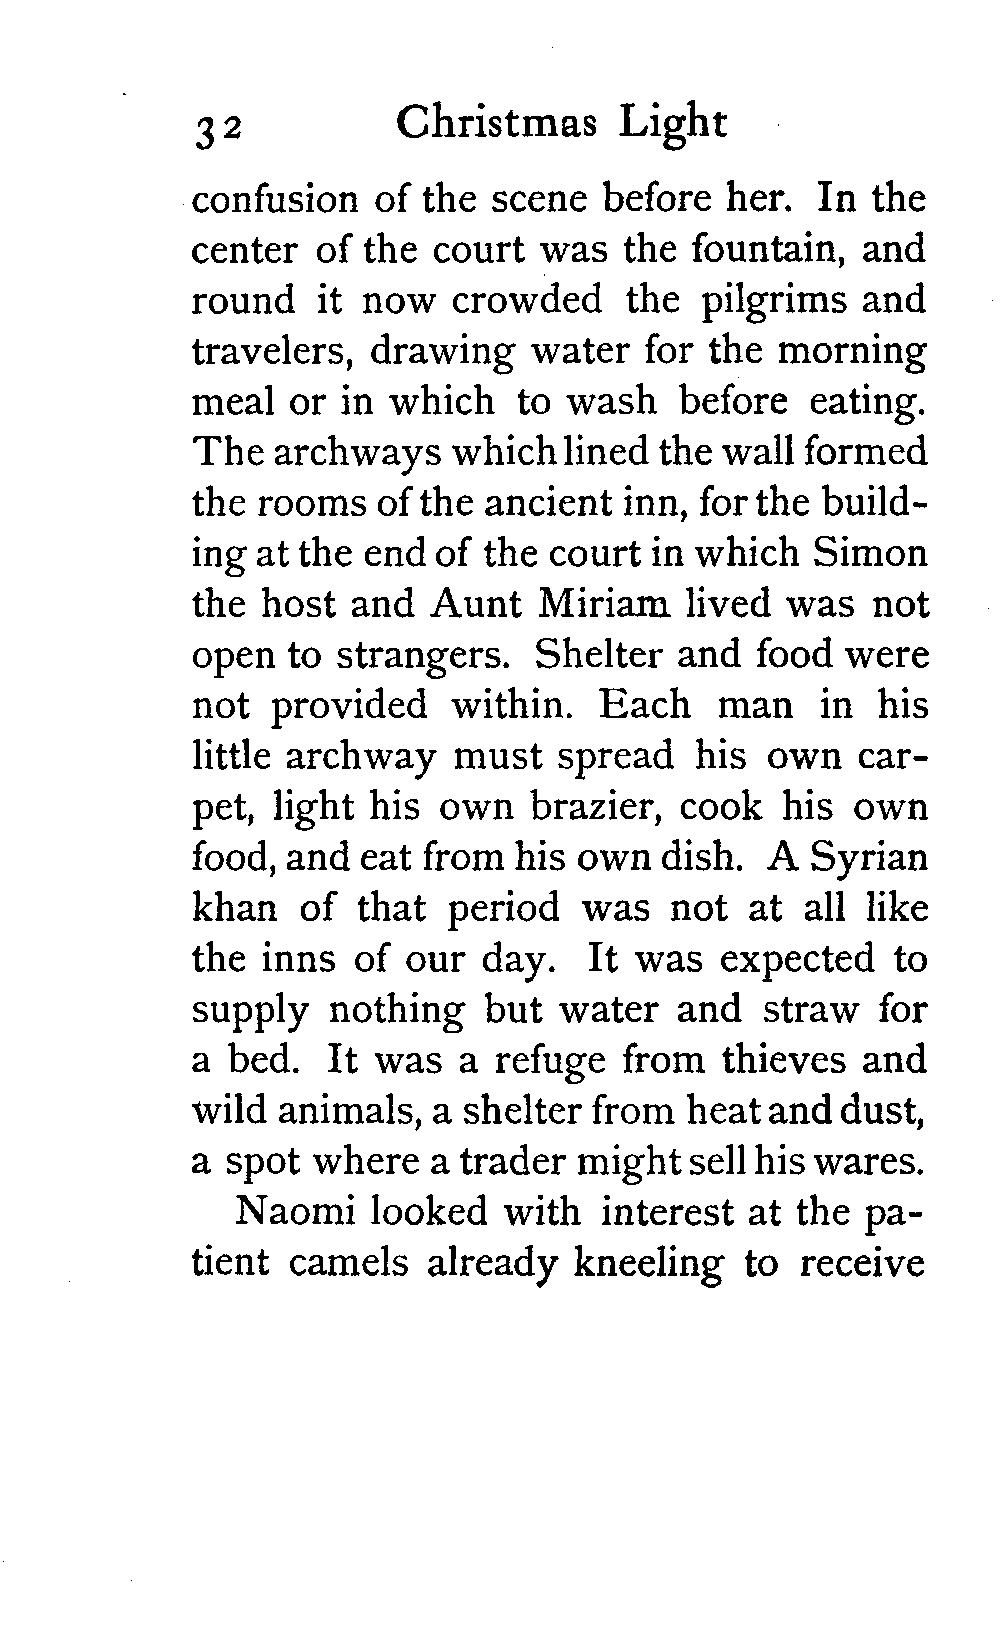 32 Christmas Light
confusion of the scene before her. In the
center of the court was the fountain, and
round it now crowded the pilgrims and
travelers, drawing water for the morning
meal or in which to wash before eating.
The archways which lined the wall formed
the rooms of the ancient inn, for the build-
ing at the end of the court in which Simon
the host and Aunt Miriam lived was not
open to strangers. Shelter and food were
not provided within. Each man in his
little archway must spread his own car-
pet, light his own brazier, cook his own
food, and eat from his own dish. A Syrian
khan of that period was not at all like
the inns of our day. It was expected to
supply nothing but water and straw for
a bed. It was a refuge from thieves and
wild animals, a shelter from heat and dust,
a spot where a trader might sell his wares.
Naomi looked with interest at the pa-
tient camels already kneeling to receive